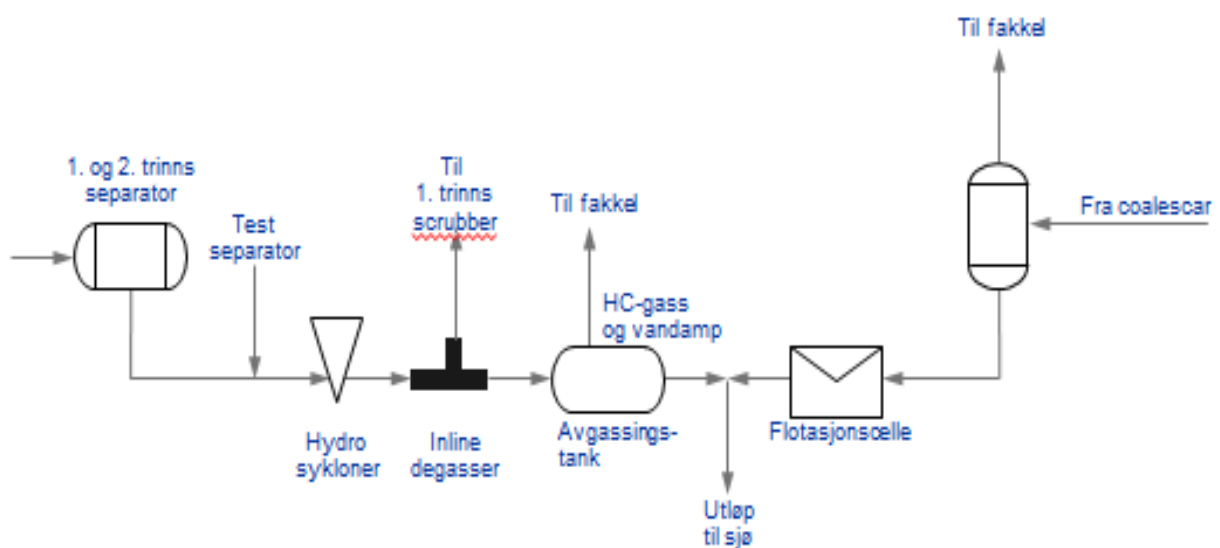 Til fakkel
1. og 2. trinns
separator
Test
separator
Til
1. trinns
scrubber
Til fakkel
Fra coalescar
HC-gass
og vandamp
Hydro
sykloner
Inline
degasser
Avgassings-
tank
Flotasjonscelle
Utløp
til sjø